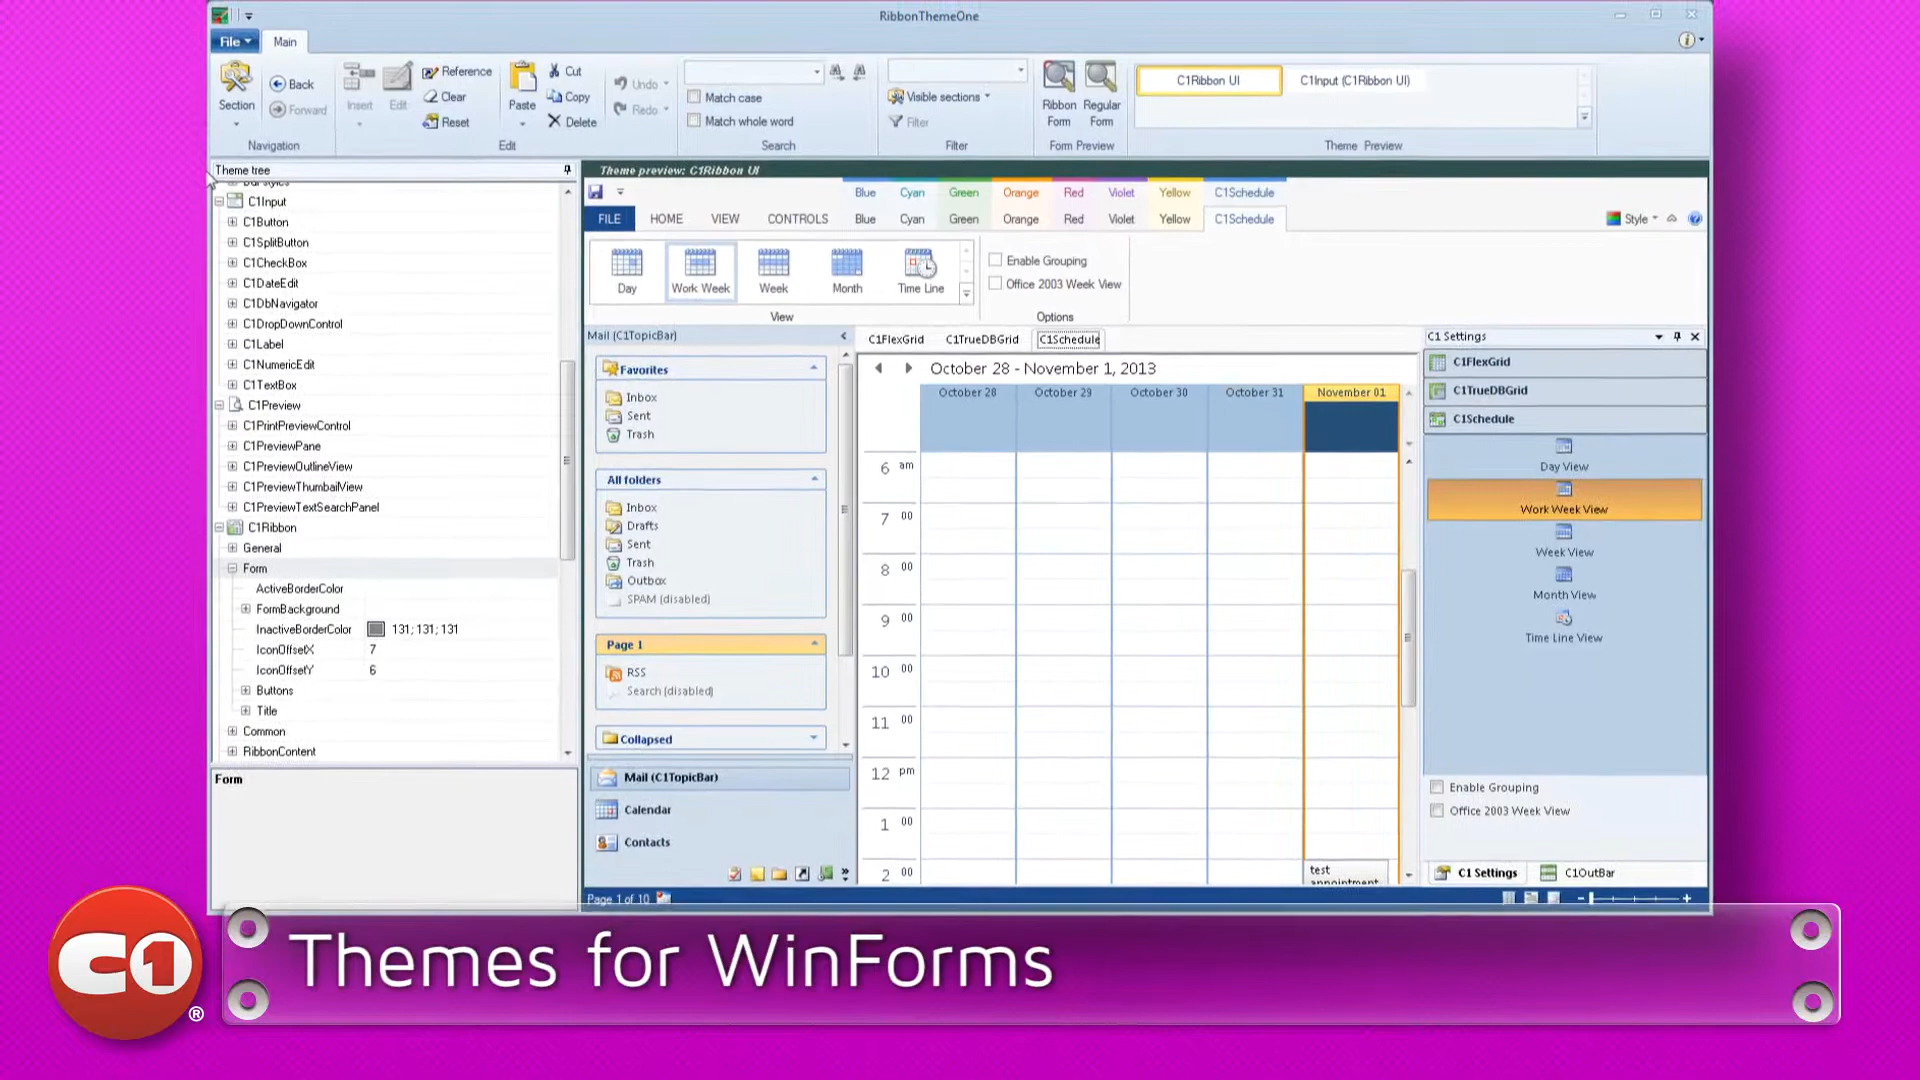 RibbonThemeOne
File
Main
Section
Back
Forward
Navigation
Insert
Edit
Reference
Clear
Reset
Paste
Cut
Copy
Delete
Undo
Redo
Edit
Match case
Match whole word
Search
Visible sections
Filter
Filter
Ribbon
Form
Regular
Form
Form Preview
C1Ribbon UI
C1Input (C1Ribbon UI)
Theme Preview
Theme tree
BarStyles
C1Input
C1Button
C1SplitButton
C1CheckBox
C1DateEdit
C1DbNavigator
C1DropDownControl
C1Label
C1NumericEdit
C1TextBox
C1Preview
C1PrintPreviewControl
C1PreviewPane
C1PreviewOutlineView
C1PreviewThumbailView
C1PreviewTextSearchPanel
C1Ribbon
General
Form
ActiveBorderColor
FormBackground
InactiveBorderColor 131; 131; 131
IconOffsetX 7
IconOffsetY 6
Buttons
Title
Common
RibbonContent
Form
Theme preview: C1Ribbon UI
Blue Cyan Green Orange Red Violet Yellow C1Schedule
FILE HOME VIEW CONTROLS Blue Cyan Green Orange Red Violet Yellow C1Schedule
Style
Day
Work Week
Week
Month
Time Line
View
Enable Grouping
Office 2003 Week View
Options
Mail (C1TopicBar)
Favorites
Inbox
Sent
Trash
All folders
Inbox
Drafts
Sent
Trash
Outbox
SPAM (disabled)
Page 1
RSS
Search (disabled)
Collapsed
Mail (C1TopicBar)
Calendar
Contacts
C1FlexGrid C1TrueDBGrid C1Schedule
October 28 - November 1, 2013
October 28 October 29 October 30 October 31 November 01
6 am
7 00
8 00
9 00
10 00
11 00
12 pm
1 00
2 00
test
appointment
C1 Settings
C1FlexGrid
C1TrueDBGrid
C1Schedule
Day View
Work Week View
Week View
Month View
Time Line View
Enable Grouping
Office 2003 Week View
C1 Settings
C1OutBar
Page 1 of 10
C1
®
Themes for WinForms